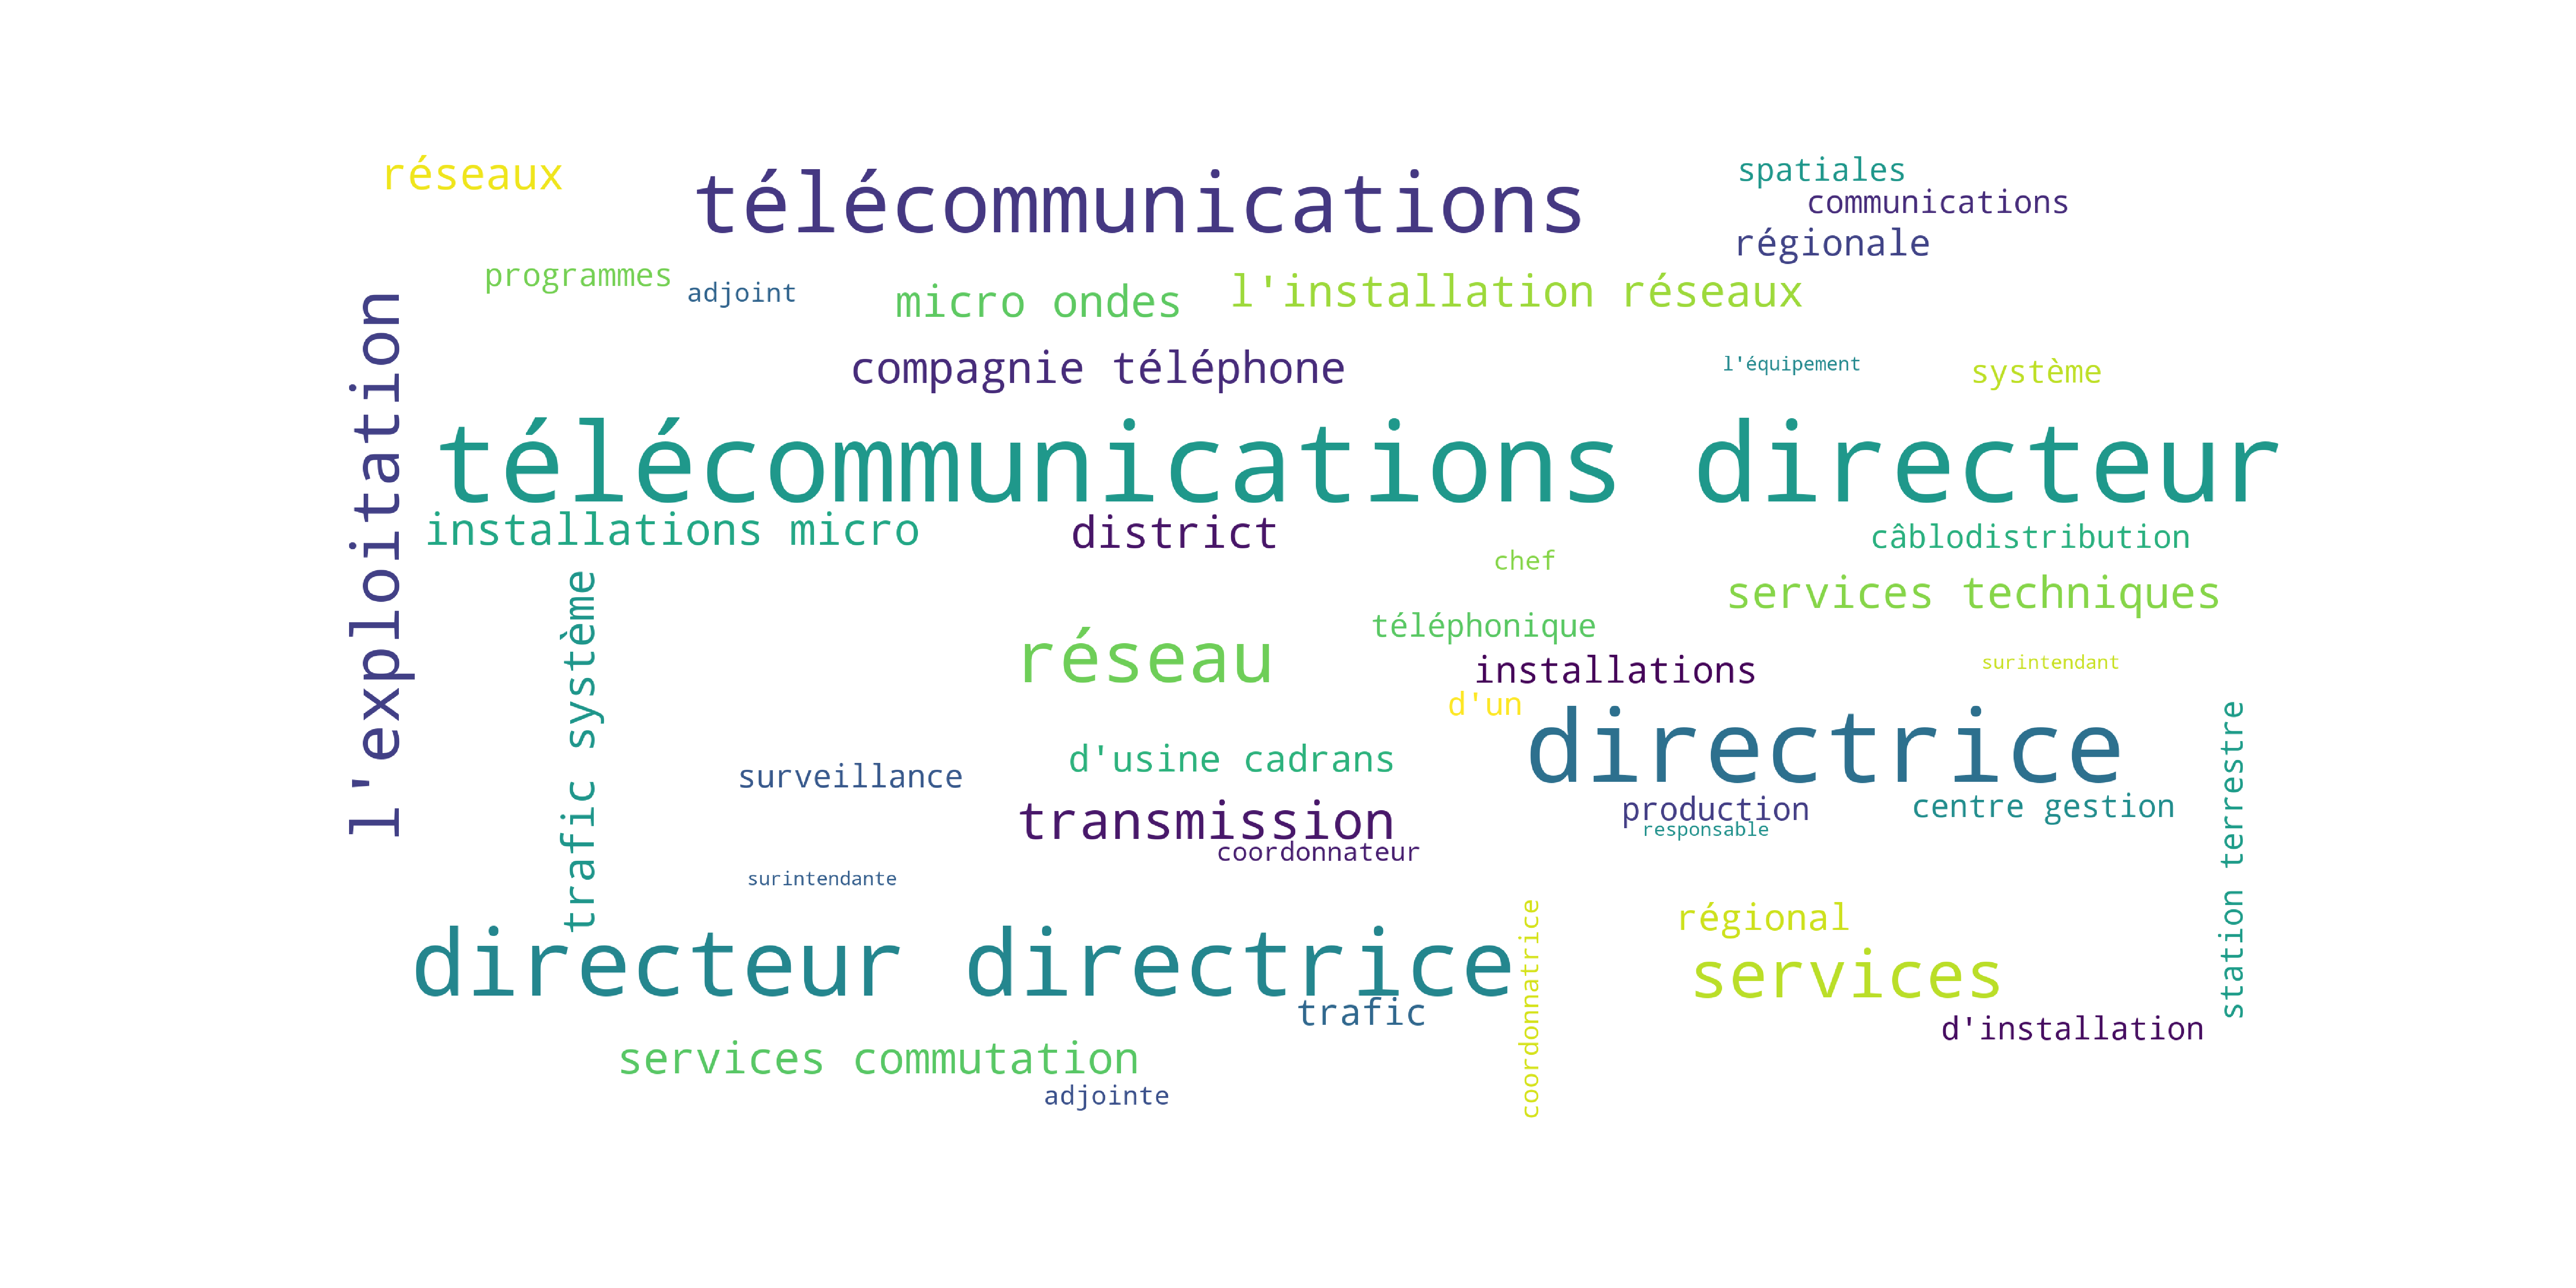 réseaux
télécommunications
spatiales
communications
régionale
programmes
adjoint
micro ondes
l'installation réseaux
l'exploitation
compagnie téléphone
l'équipement
système
télécommunications directeur
installations micro
district
câblodistribution
chef
services techniques
trafic système
téléphonique
réseau
installations
surintendant
d'un
directrice
station terrestre
d'usine cadrans
surveillance
production
centre gestion
transmission
responsable
coordonnateur
surintendante
coordonnatrice
régional
directeur directrice
services
trafic
d'installation
services commutation
adjointe